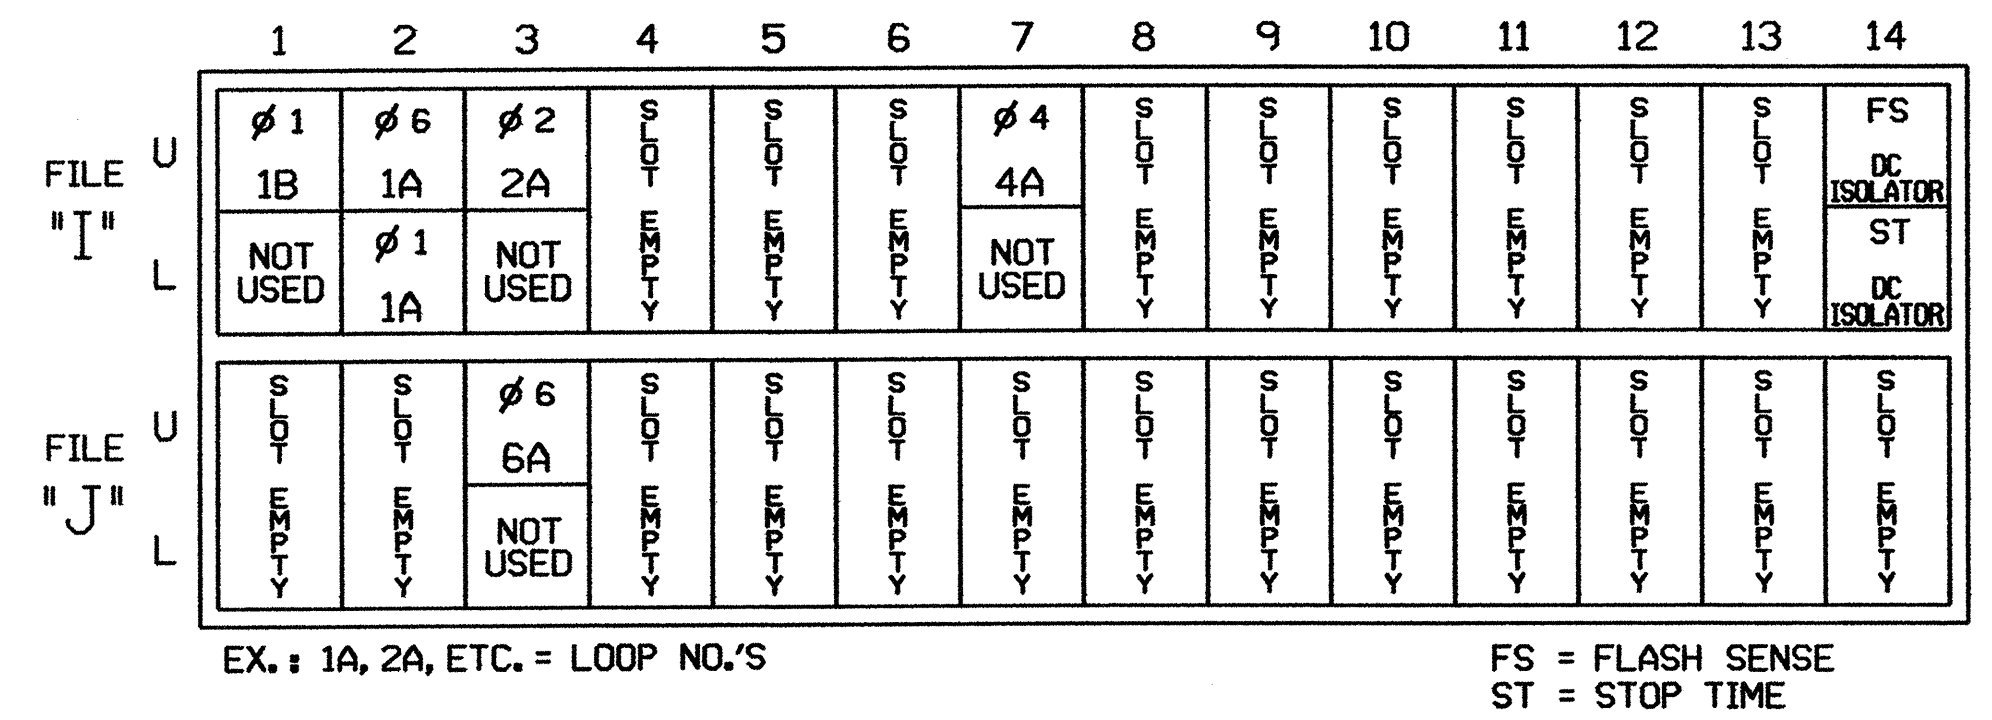 1 2 3 4 5 6 7 8 9 10 11 12 13 14
FILE "I"
U
L
Ø 1
1B
NOT USED
Ø 6
1A
Ø 1
1A
Ø 2
2A
NOT USED
SLOT EMPTY
SLOT EMPTY
SLOT EMPTY
Ø 4
4A
NOT USED
SLOT EMPTY
SLOT EMPTY
SLOT EMPTY
SLOT EMPTY
SLOT EMPTY
SLOT EMPTY
FS
DC
ISOLATOR
ST
DC
ISOLATOR
FILE "J"
U
L
SLOT EMPTY
SLOT EMPTY
Ø 6
6A
NOT USED
SLOT EMPTY
SLOT EMPTY
SLOT EMPTY
SLOT EMPTY
SLOT EMPTY
SLOT EMPTY
SLOT EMPTY
SLOT EMPTY
SLOT EMPTY
SLOT EMPTY
SLOT EMPTY
EX.: 1A, 2A, ETC. = LOOP NO.'S
FS = FLASH SENSE
ST = STOP TIME